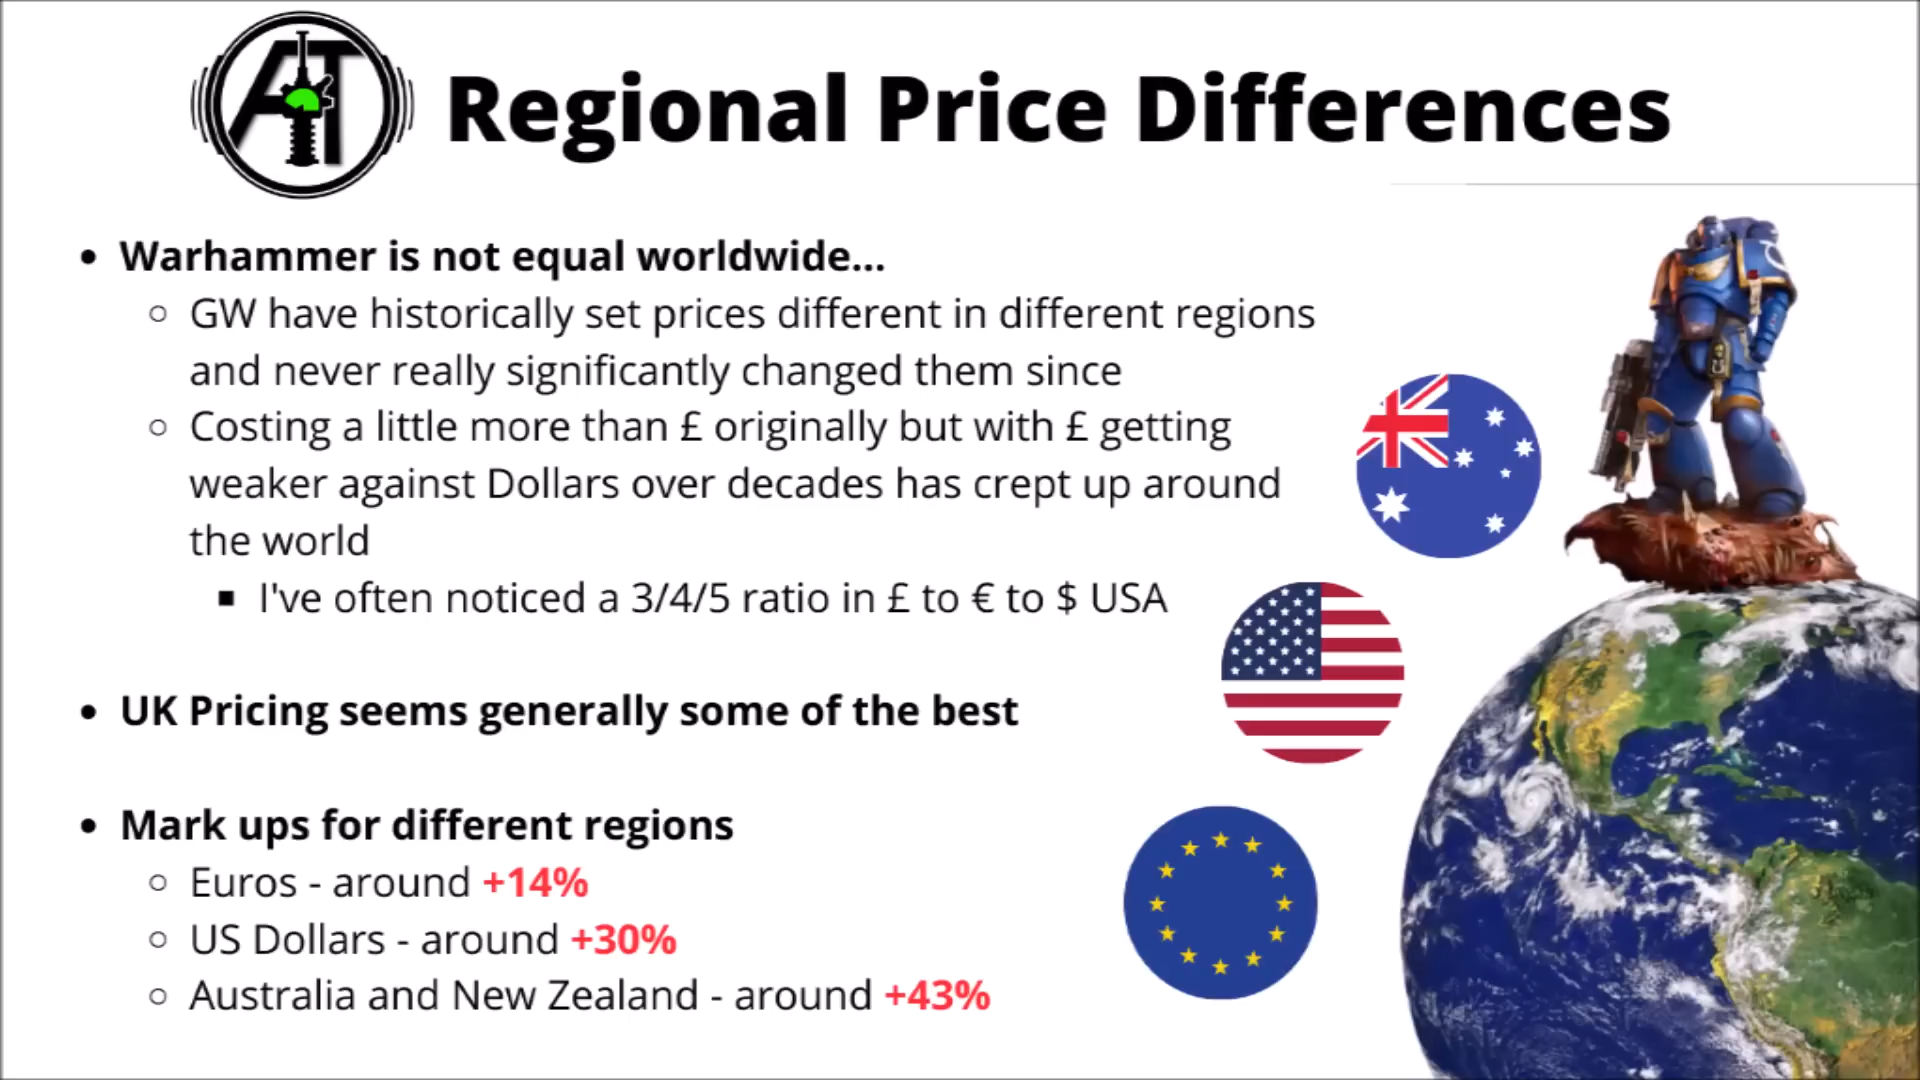 AT
Regional Price Differences
• Warhammer is not equal worldwide...
○ GW have historically set prices different in different regions
and never really significantly changed them since
○ Costing a little more than £ originally but with £ getting
weaker against Dollars over decades has crept up around
the world
▪ I've often noticed a 3/4/5 ratio in £ to € to $ USA
• UK Pricing seems generally some of the best
• Mark ups for different regions
○ Euros - around +14%
○ US Dollars - around +30%
○ Australia and New Zealand - around +43%